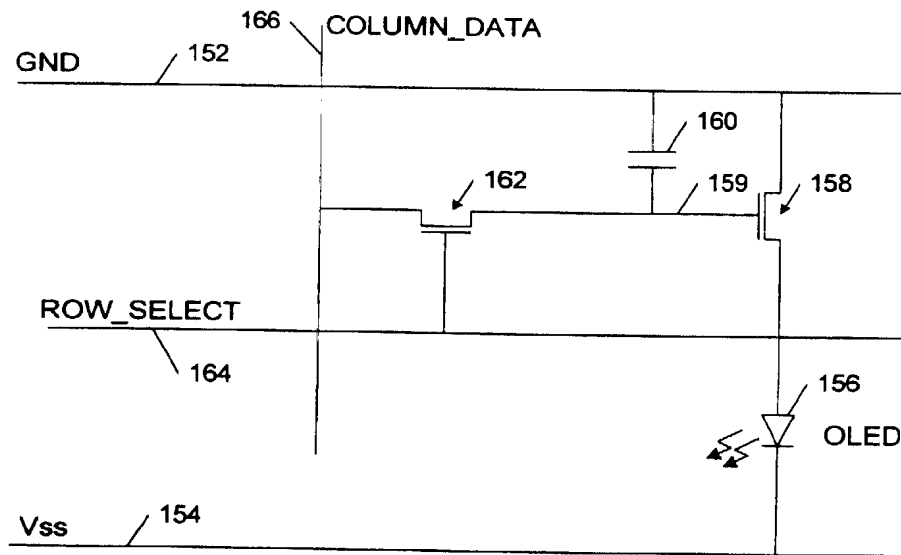 166
COLUMN_DATA
GND
152
160
162
159
158
ROW_SELECT
164
156
OLED
Vss
154